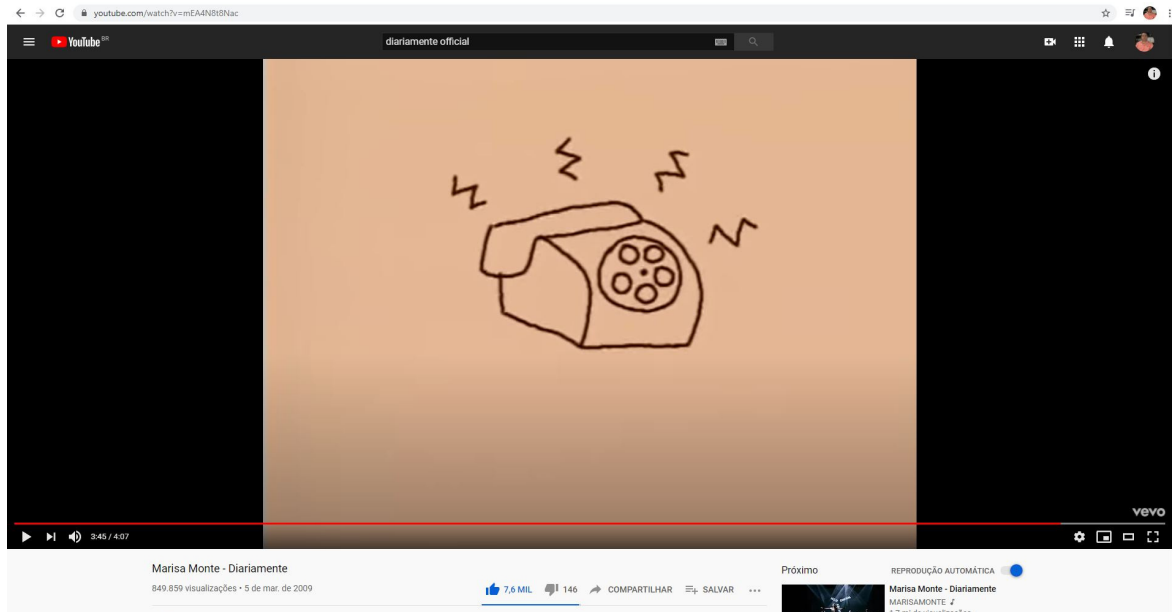 youtube.com/watch?v=mEA4N8t8Nac
YouTube BR
diariamente official
vevo
3:45 / 4:07
Marisa Monte - Diariamente
849.859 visualizações • 5 de mar. de 2009
7,6 MIL
146
COMPARTILHAR
SALVAR
Próximo
REPRODUÇÃO AUTOMÁTICA
Marisa Monte - Diariamente
MARISAMONTE